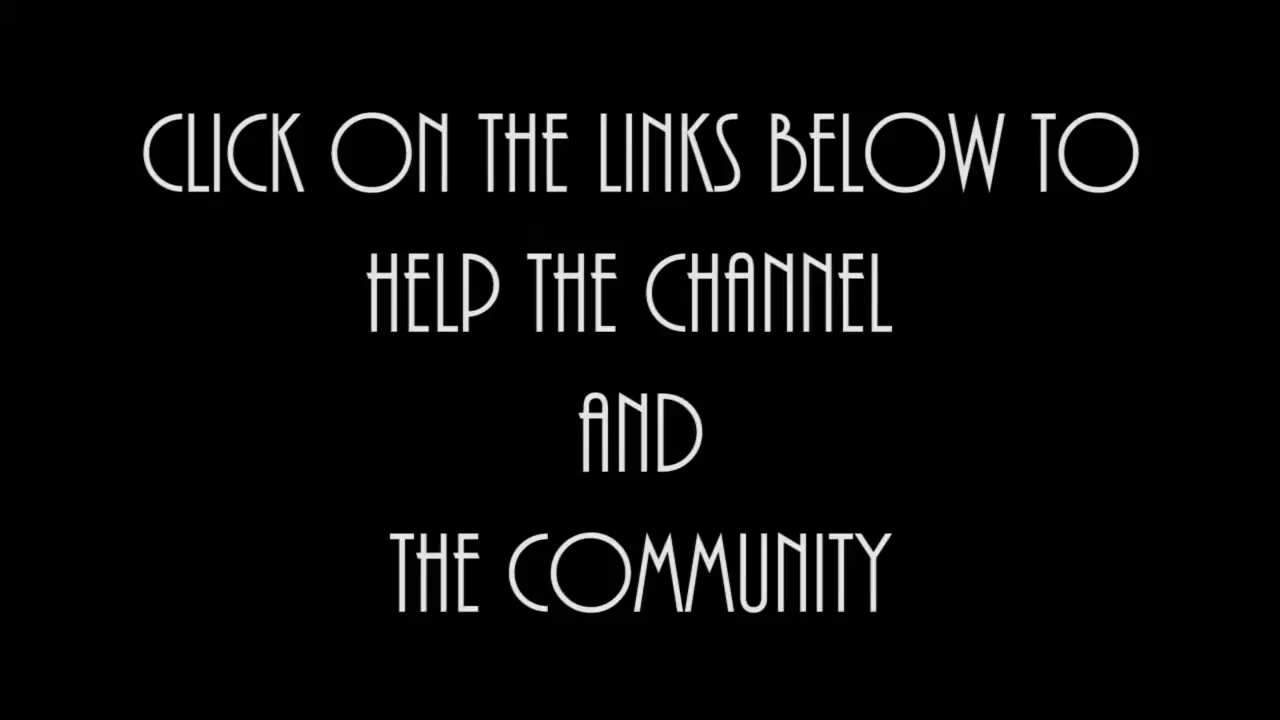 CLICK ON THE LINKS BELOW TO
HELP THE CHANNEL
AND
THE COMMUNITY